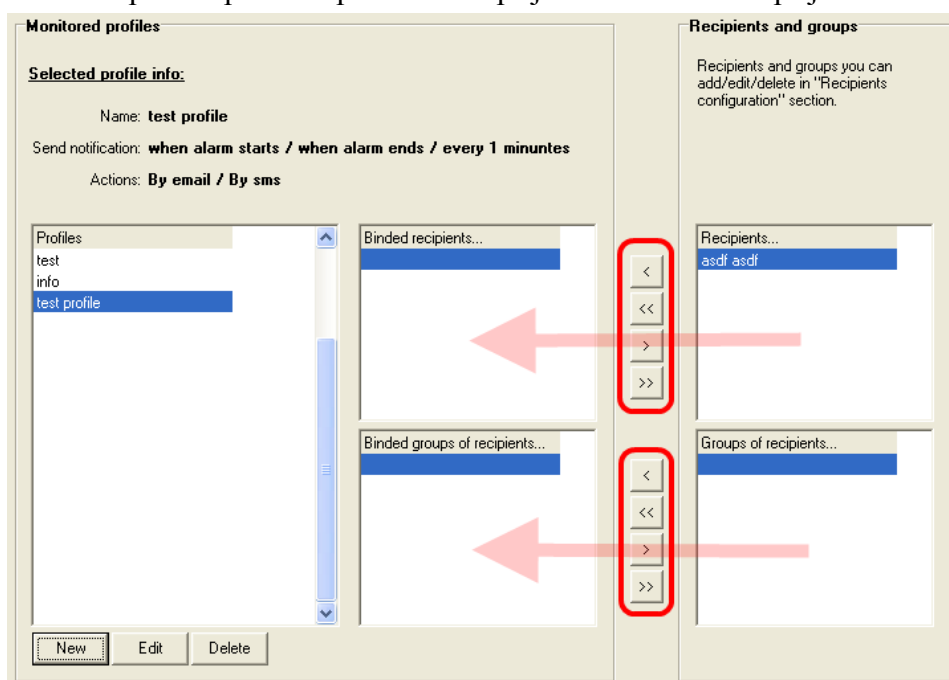 Monitored profiles
Selected profile info:
Name: test profile
Send notification: when alarm starts / when alarm ends / every 1 minuntes
Actions: By email / By sms
Profiles
test
info
test profile
Binded recipients...
Binded groups of recipients...
New
Edit
Delete
<
<<
>
>>
<
<<
>
>>
Recipients and groups
Recipients and groups you can
add/edit/delete in "Recipients
configuration" section.
Recipients...
asdf asdf
Groups of recipients...